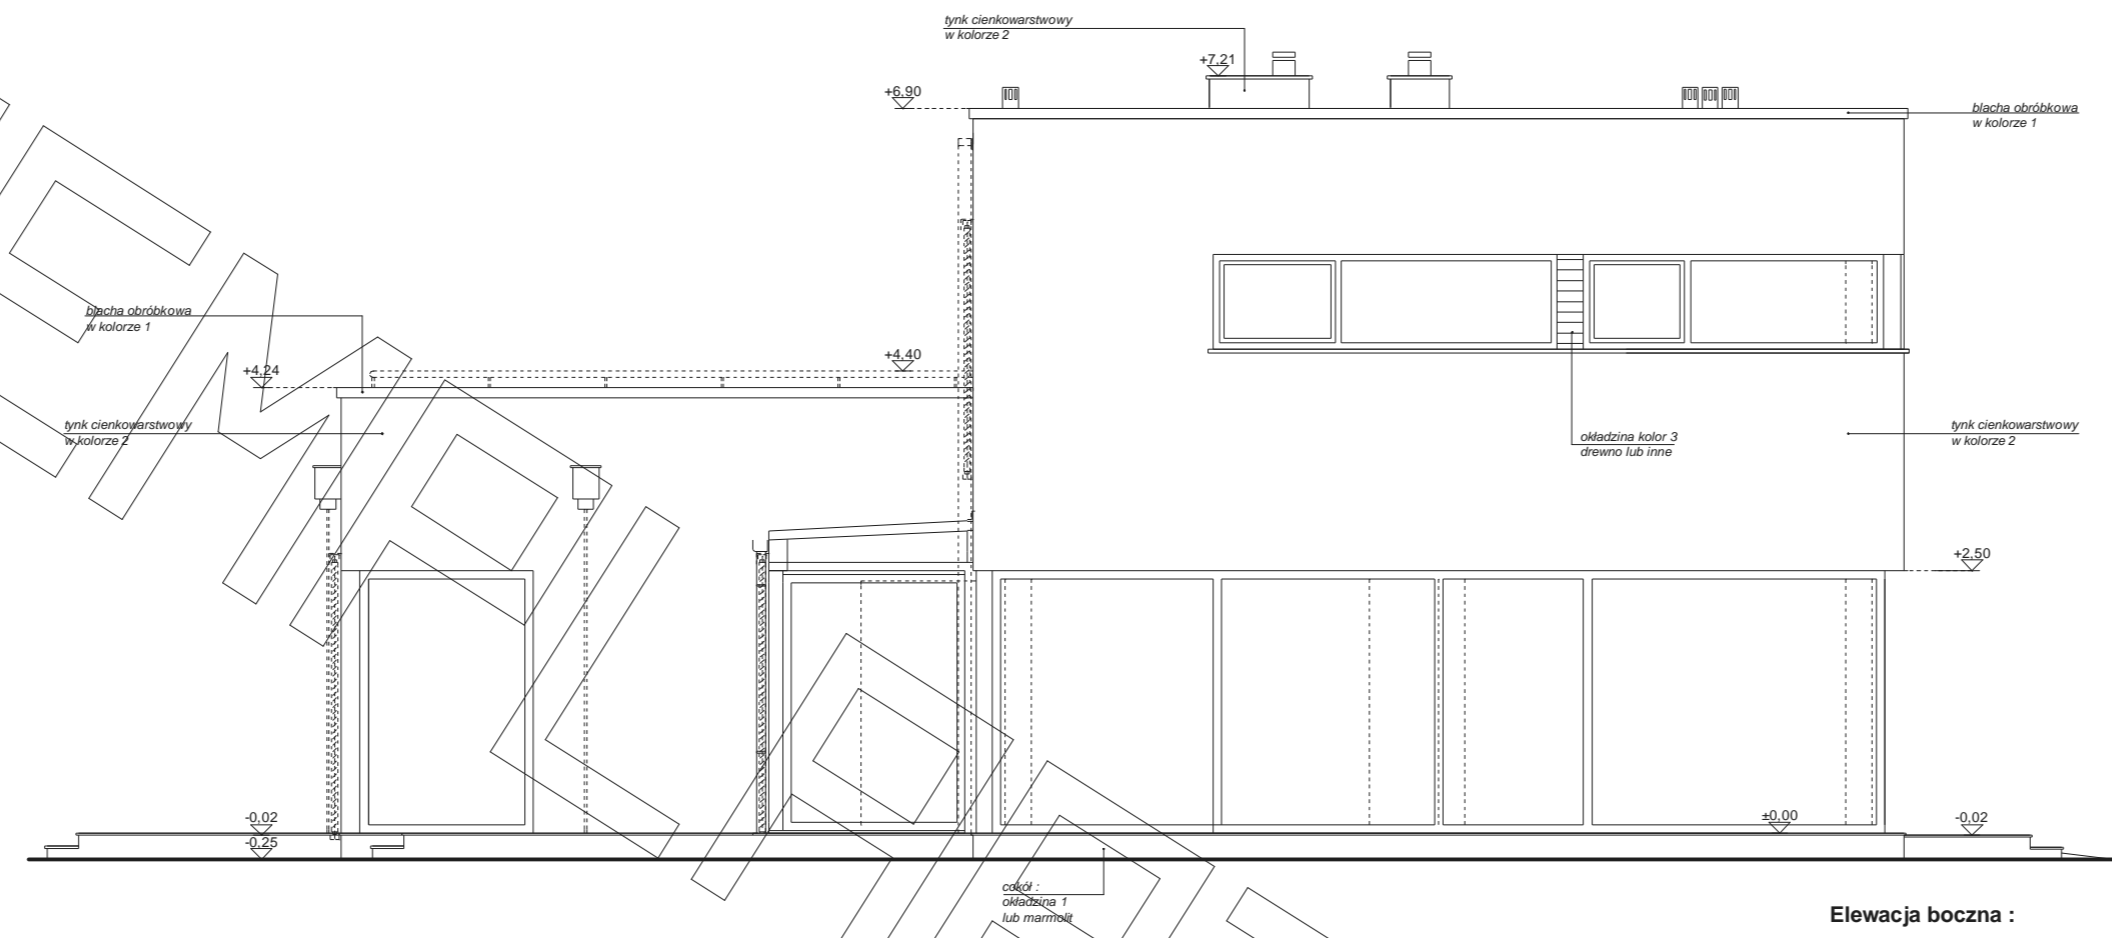 tynk cienkowarstwowy
w kolorze 2
+7,21
+6,90
blacha obróbkowa
w kolorze 1
blacha obróbkowa
w kolorze 1
+4,40
+4,24
tynk cienkowarstwowy
w kolorze 2
okładzina kolor 3
drewno lub inne
tynk cienkowarstwowy
w kolorze 2
+2,50
-0,02
-0,25
±0,00
-0,02
cokół :
okładzina 1
lub marmolit
Elewacja boczna :